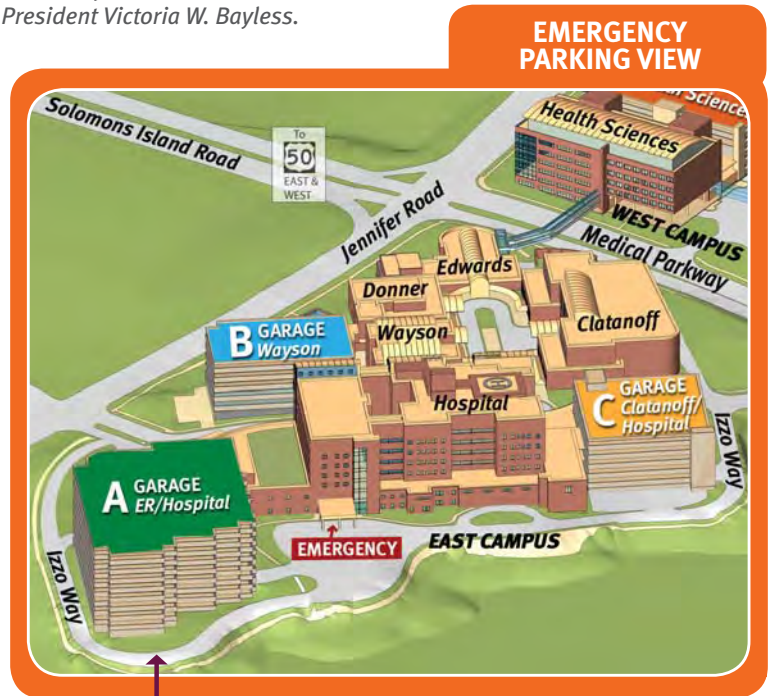 President Victoria W. Bayless.
EMERGENCY
PARKING VIEW
Solomons Island Road
To
50
EAST &
WEST
Jennifer Road
Health Sciences
WEST CAMPUS
Medical Parkway
Edwards
Donner
Wayson
Clatanoff
B GARAGE
Wayson
Hospital
C GARAGE
Clatanoff/
Hospital
Izzo Way
A GARAGE
ER/Hospital
EMERGENCY
EAST CAMPUS
Izzo Way